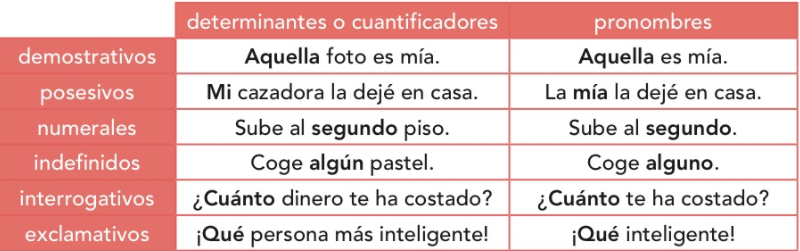 determinantes o cuantificadores pronombres
demostrativos Aquella foto es mía. Aquella es mía.
posesivos Mi cazadora la dejé en casa. La mía la dejé en casa.
numerales Sube al segundo piso. Sube al segundo.
indefinidos Coge algún pastel. Coge alguno.
interrogativos ¿Cuánto dinero te ha costado? ¿Cuánto te ha costado?
exclamativos ¡Qué persona más inteligente! ¡Qué inteligente!